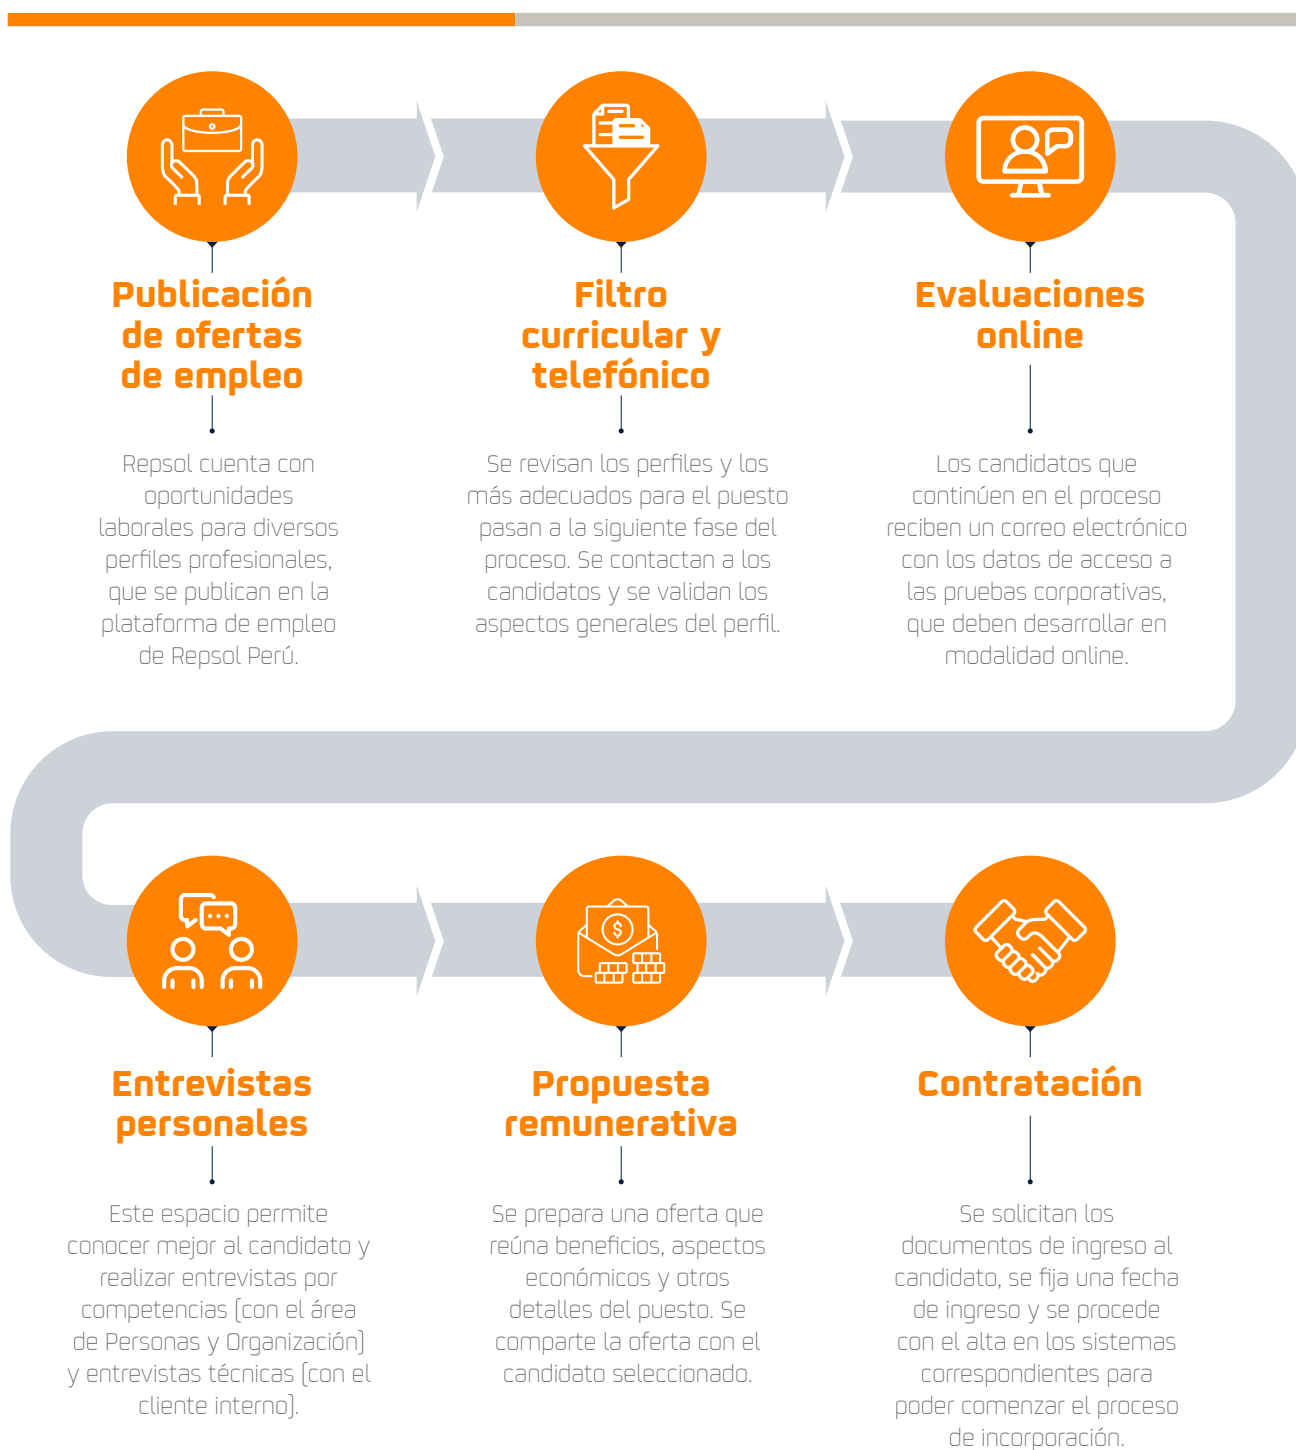 Publicación
de ofertas
de empleo
Repsol cuenta con
oportunidades
laborales para diversos
perfiles profesionales,
que se publican en la
plataforma de empleo
de Repsol Perú.
Filtro
curricular y
telefónico
Se revisan los perfiles y los
más adecuados para el puesto
pasan a la siguiente fase del
proceso. Se contactan a los
candidatos y se validan los
aspectos generales del perfil.
Evaluaciones
online
Los candidatos que
continúen en el proceso
reciben un correo electrónico
con los datos de acceso a
las pruebas corporativas,
que deben desarrollar en
modalidad online.
Entrevistas
personales
Este espacio permite
conocer mejor al candidato y
realizar entrevistas por
competencias (con el área
de Personas y Organización)
y entrevistas técnicas (con el
cliente interno).
$
Propuesta
remunerativa
Se prepara una oferta que
reúna beneficios, aspectos
económicos y otros
detalles del puesto. Se
comparte la oferta con el
candidato seleccionado.
Contratación
Se solicitan los
documentos de ingreso al
candidato, se fija una fecha
de ingreso y se procede
con el alta en los sistemas
correspondientes para
poder comenzar el proceso
de incorporación.